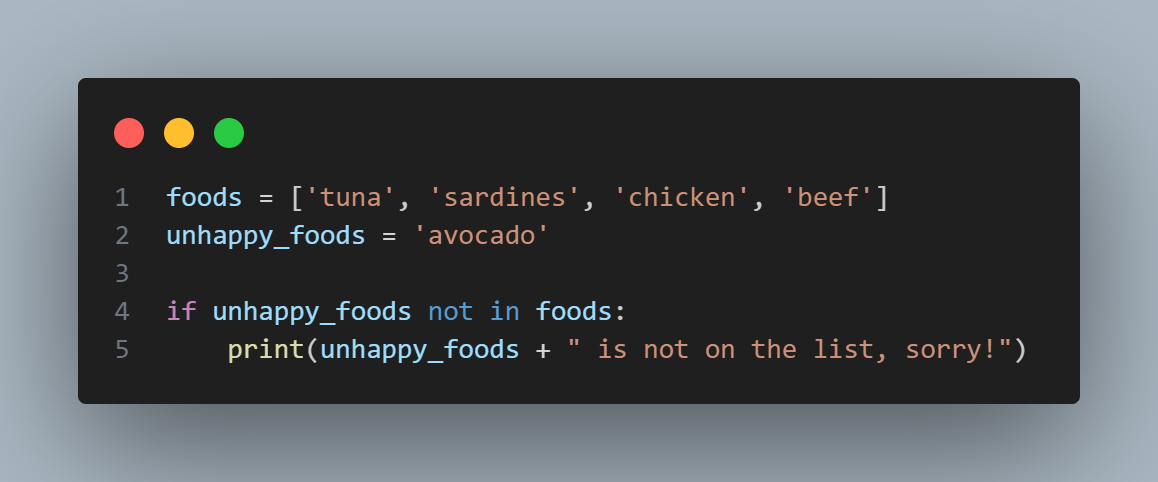 1 foods = ['tuna', 'sardines', 'chicken', 'beef']
2 unhappy_foods = 'avocado'
3
4 if unhappy_foods not in foods:
5     print(unhappy_foods + " is not on the list, sorry!")